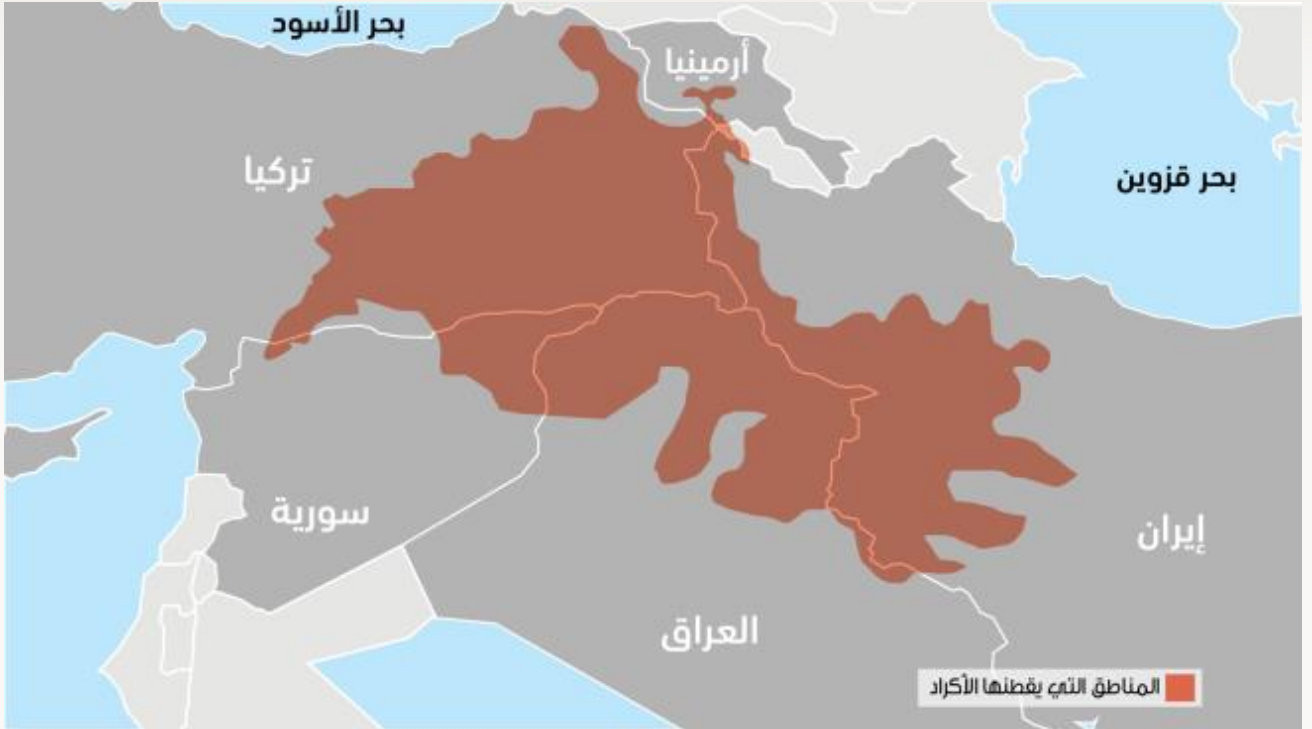 بحر الأسود
أرمينيا
تركيا
بحر قزوين
سورية
إيران
العراق
المناطق التي يقطنها الأكراد